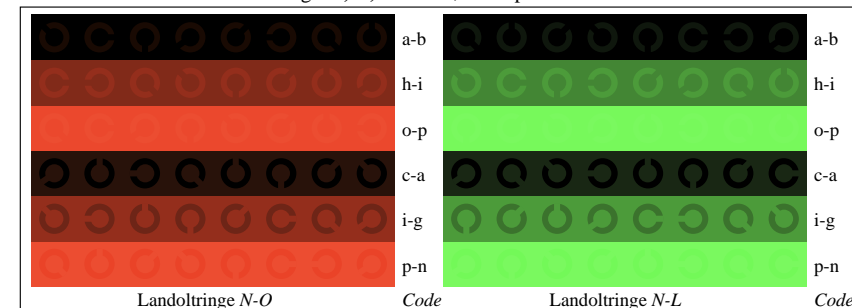 a-b a-b
h-i h-i
o-p o-p
c-a c-a
i-g i-g
p-n p-n
Landoltringe N-O Code Landoltringe N-L Code